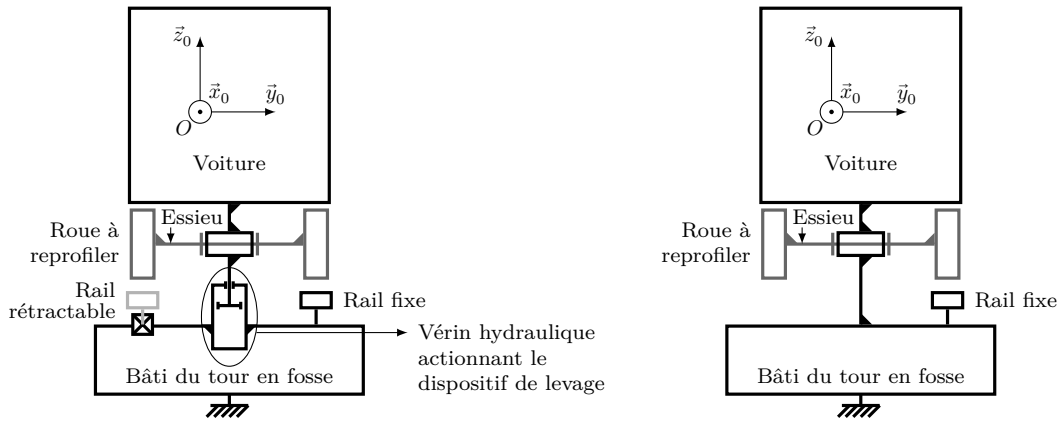 z⃗₀
x⃗₀
y⃗₀
O
Voiture
Roue à
reprofiler
Essieu
Rail
rétractable
Rail fixe
Bâti du tour en fosse
Vérin hydraulique
actionnant le
dispositif de levage
z⃗₀
x⃗₀
y⃗₀
O
Voiture
Roue à
reprofiler
Essieu
Rail fixe
Bâti du tour en fosse